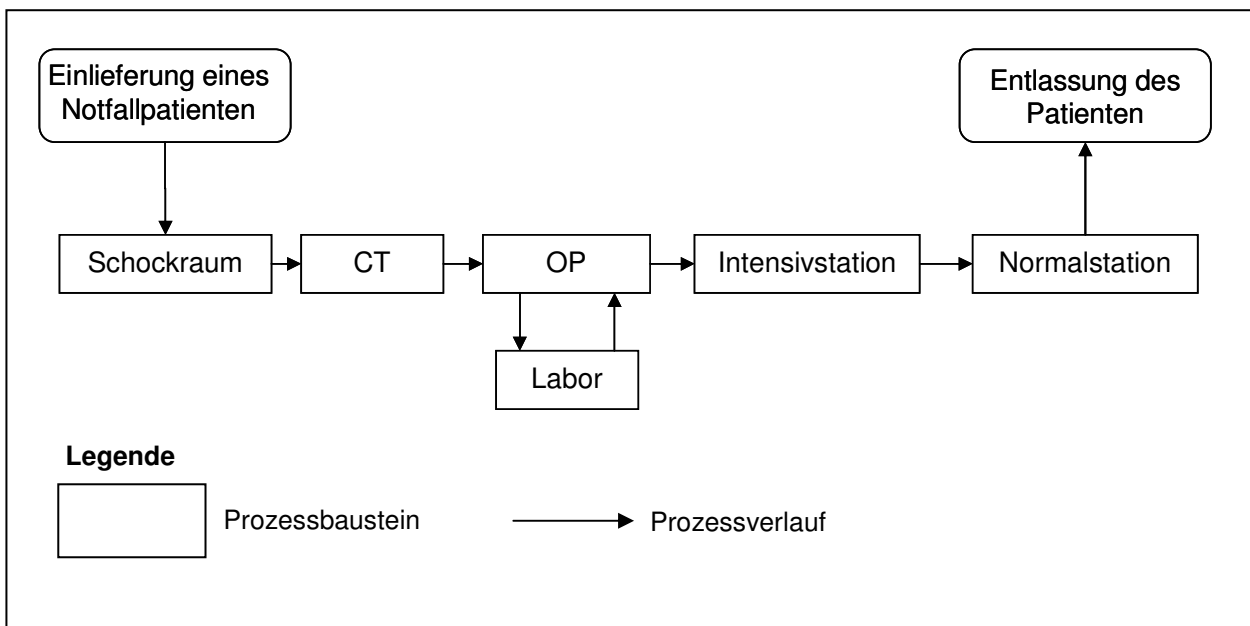 Einlieferung eines
Notfallpatienten
Entlassung des
Patienten
Schockraum
CT
OP
Intensivstation
Normalstation
Labor
Legende
Prozessbaustein
Prozessverlauf